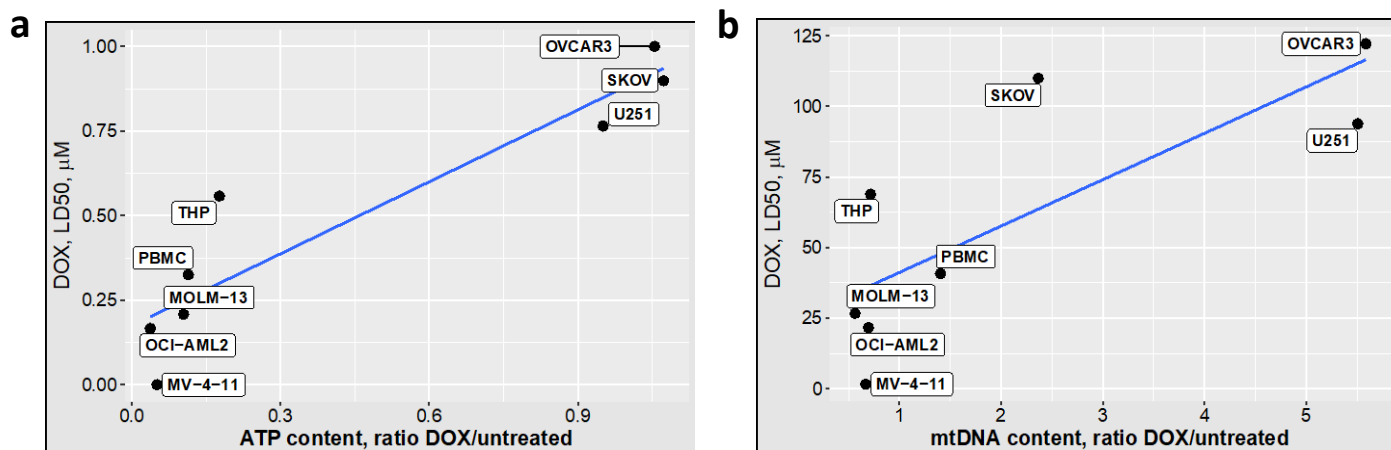 a
DOX, LD50, μM
1.00
0.75
0.50
0.25
0.00
OVCAR3
SKOV
U251
THP
PBMC
MOLM−13
OCI−AML2
MV−4−11
0.0 0.3 0.6 0.9
ATP content, ratio DOX/untreated
b
DOX, LD50, μM
125
100
75
50
25
0
OVCAR3
SKOV
U251
THP
PBMC
MOLM−13
OCI−AML2
MV−4−11
1 2 3 4 5
mtDNA content, ratio DOX/untreated